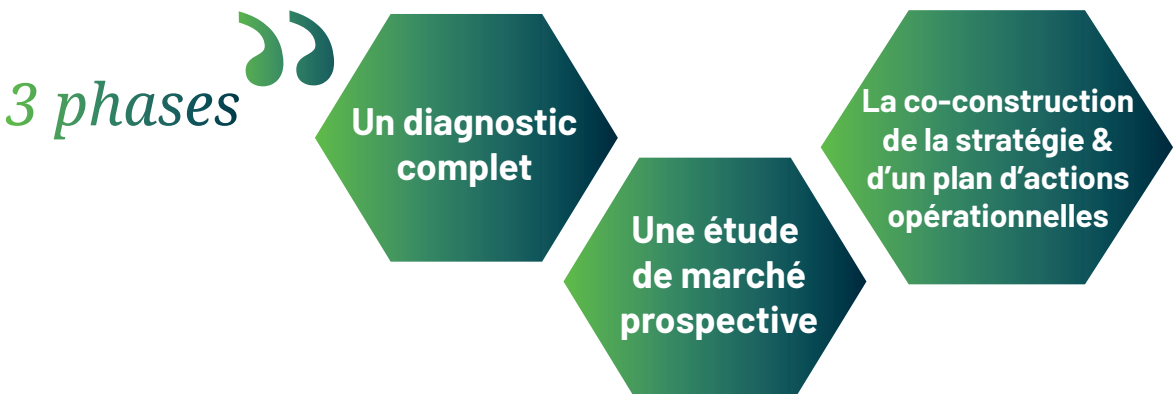 3 phases ”
Un diagnostic
complet
Une étude
de marché
prospective
La co-construction
de la stratégie &
d’un plan d’actions
opérationnelles